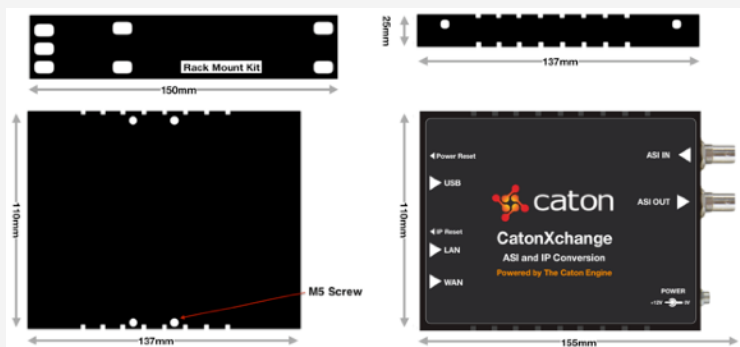 Rack Mount Kit
150mm
25mm
137mm
110mm
M5 Screw
137mm
110mm
Power Reset
USB
IP Reset
LAN
WAN
caton
CatonXchange
ASI and IP Conversion
Powered by The Caton Engine
ASI IN
ASI OUT
POWER
+12V 0V
155mm